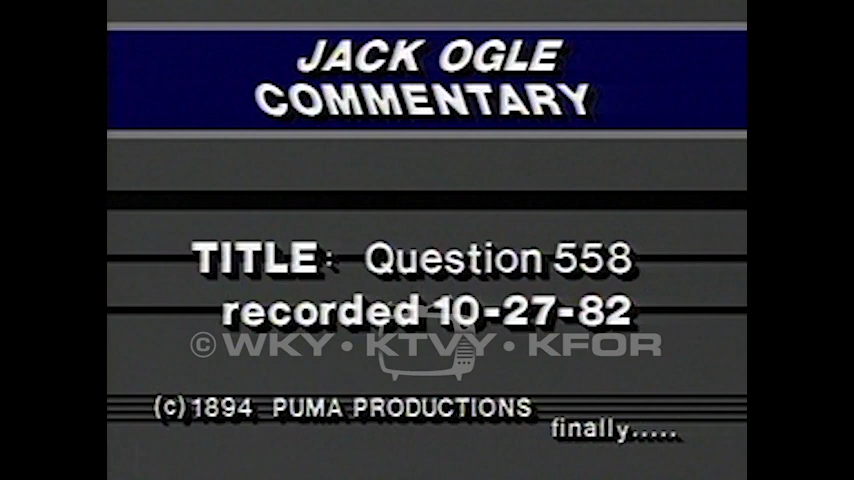 JACK OGLE
COMMENTARY
TITLE: Question 558
recorded 10-27-82
© WKY • KTVY • KFOR
(c) 1894 PUMA PRODUCTIONS
finally.....